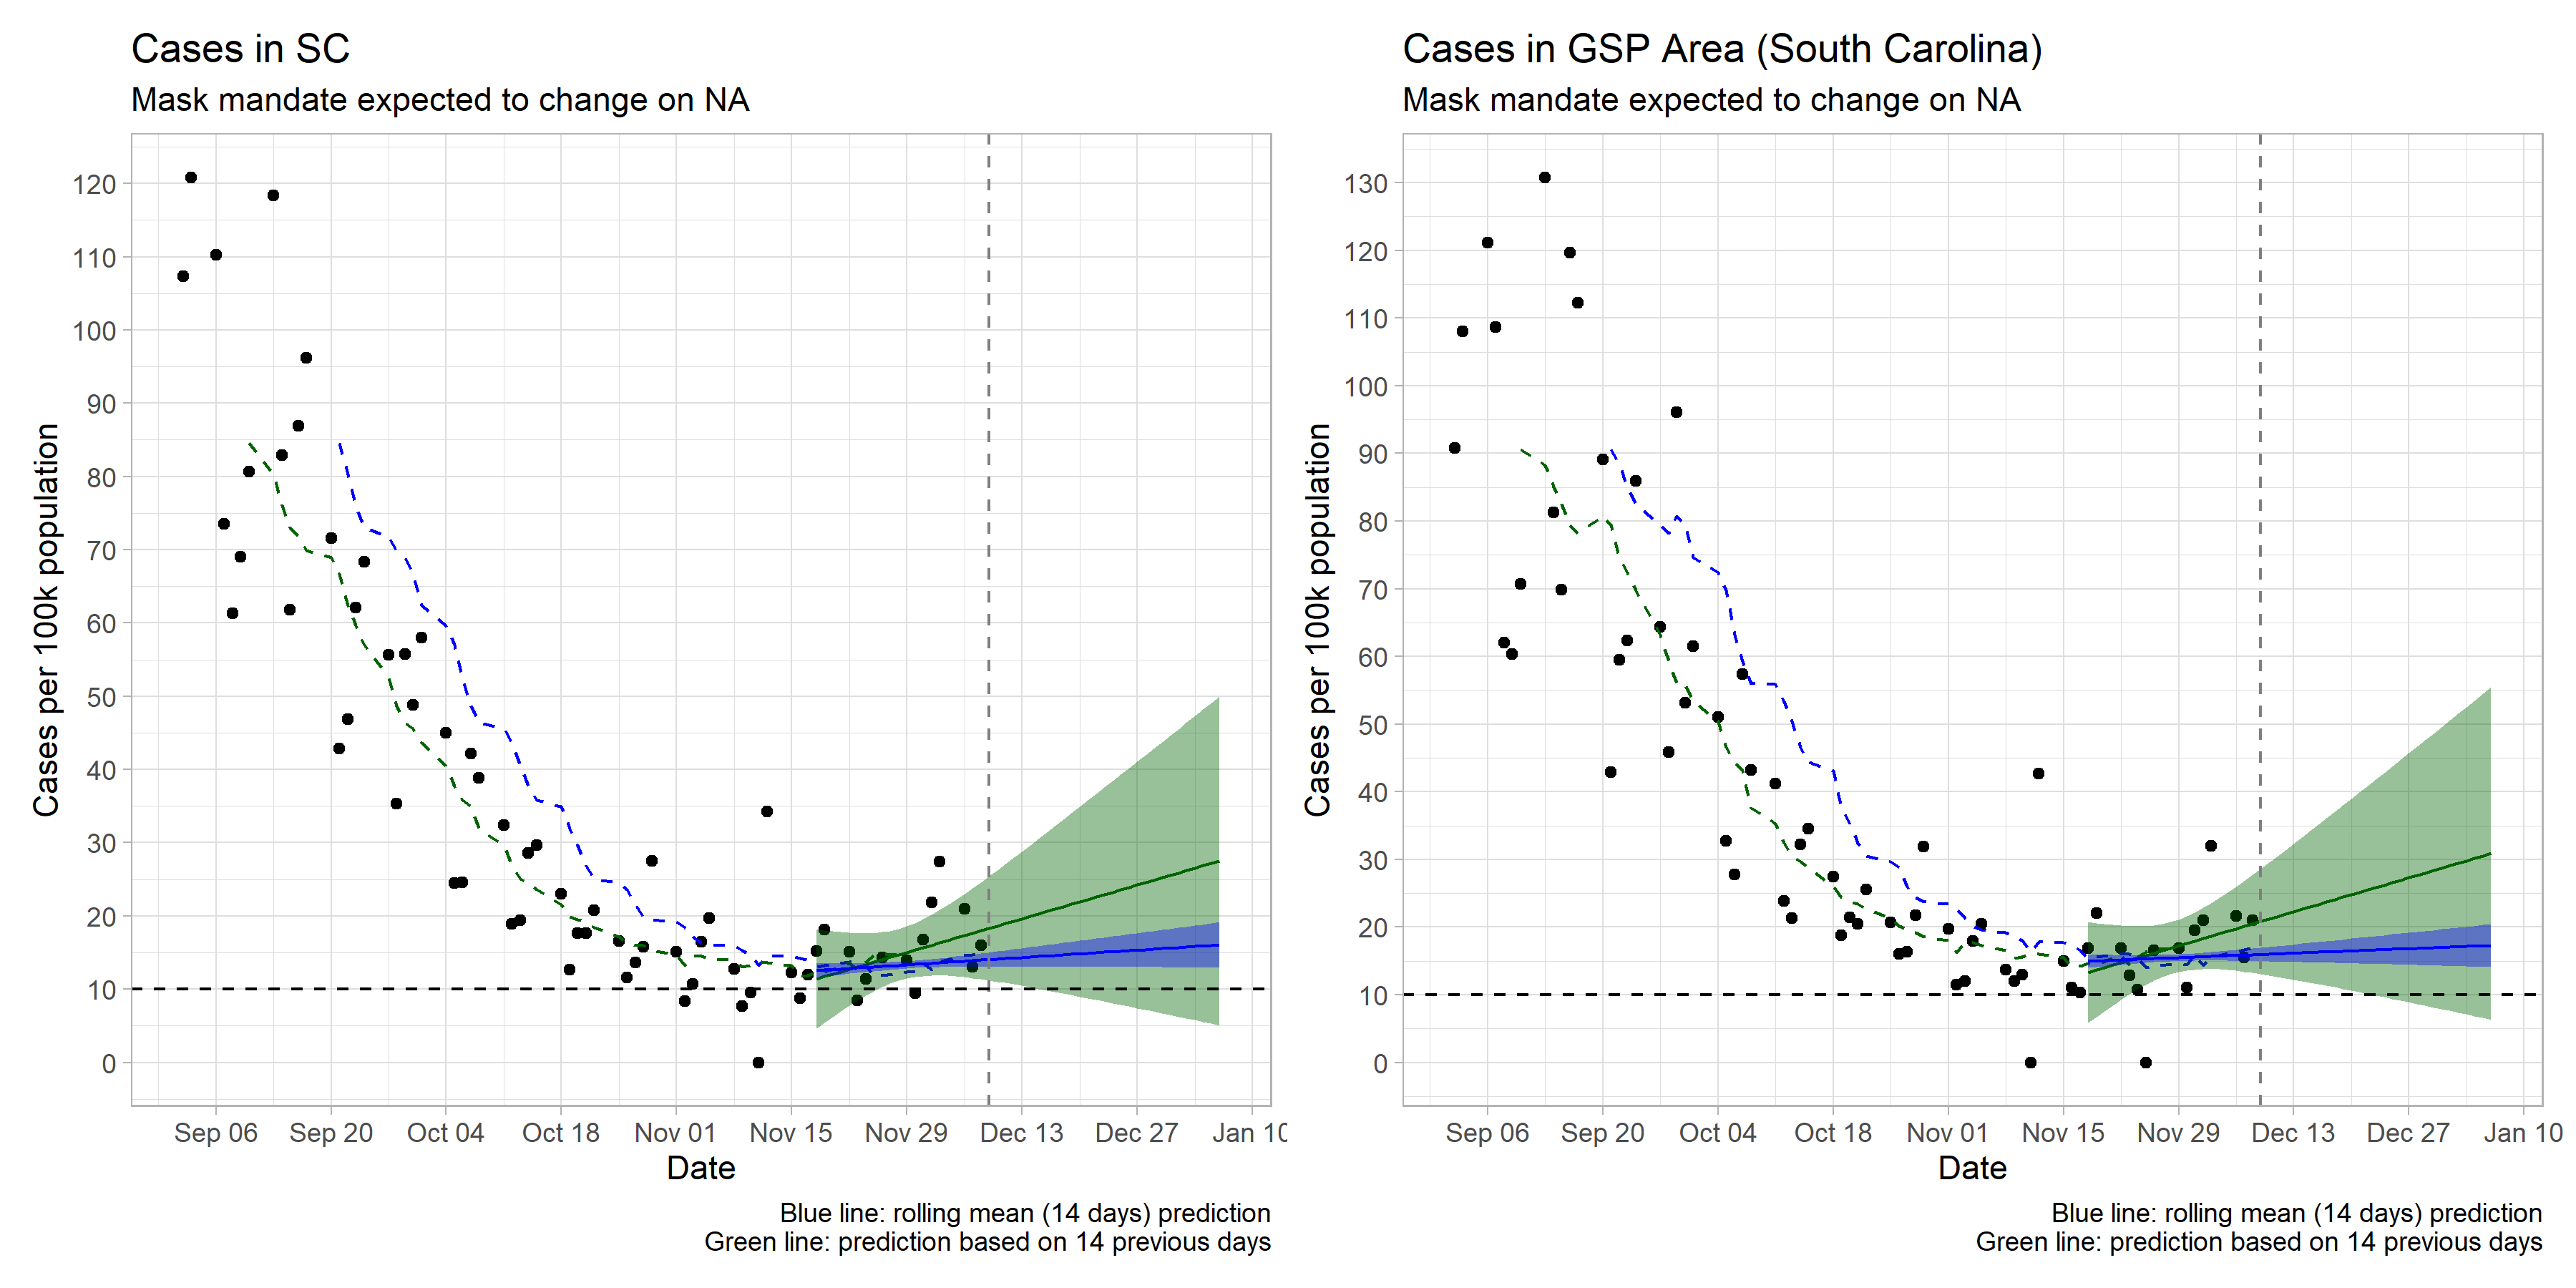 Cases in SC
Mask mandate expected to change on NA
Cases per 100k population
120
110
100
90
80
70
60
50
40
30
20
10
0
Sep 06 Sep 20 Oct 04 Oct 18 Nov 01 Nov 15 Nov 29 Dec 13 Dec 27 Jan 10
Date
Blue line: rolling mean (14 days) prediction
Green line: prediction based on 14 previous days
Cases in GSP Area (South Carolina)
Mask mandate expected to change on NA
Cases per 100k population
130
120
110
100
90
80
70
60
50
40
30
20
10
0
Sep 06 Sep 20 Oct 04 Oct 18 Nov 01 Nov 15 Nov 29 Dec 13 Dec 27 Jan 10
Date
Blue line: rolling mean (14 days) prediction
Green line: prediction based on 14 previous days